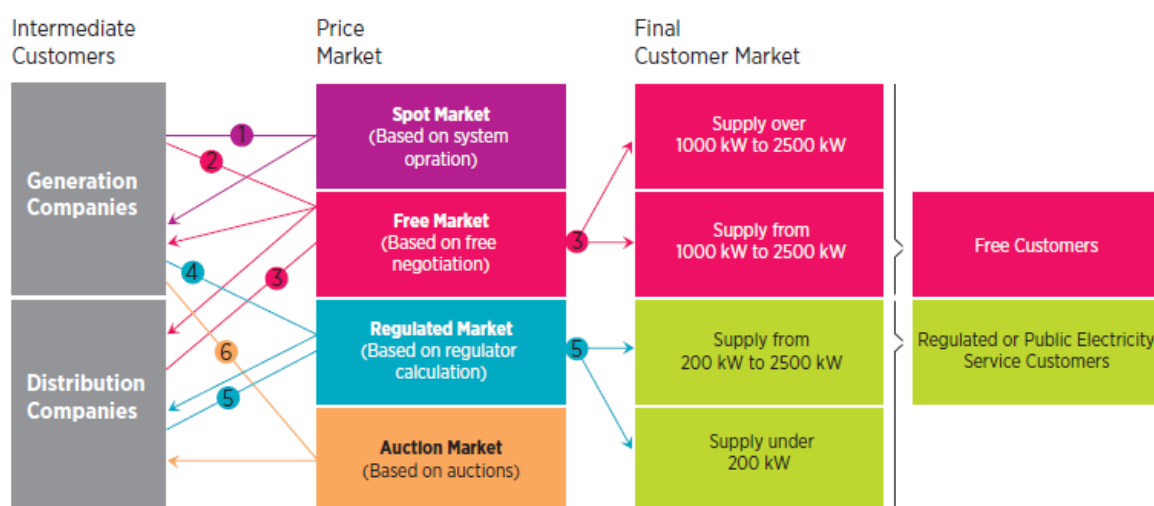 Intermediate
Customers
Price
Market
Final
Customer Market
Generation
Companies
Distribution
Companies
1
2
4
3
6
5
Spot Market
(Based on system
opration)
Free Market
(Based on free
negotiation)
Regulated Market
(Based on regulator
calculation)
Auction Market
(Based on auctions)
3
5
Supply over
1000 kW to 2500 kW
Supply from
1000 kW to 2500 kW
Supply from
200 kW to 2500 kW
Supply under
200 kW
Free Customers
Regulated or Public Electricity
Service Customers